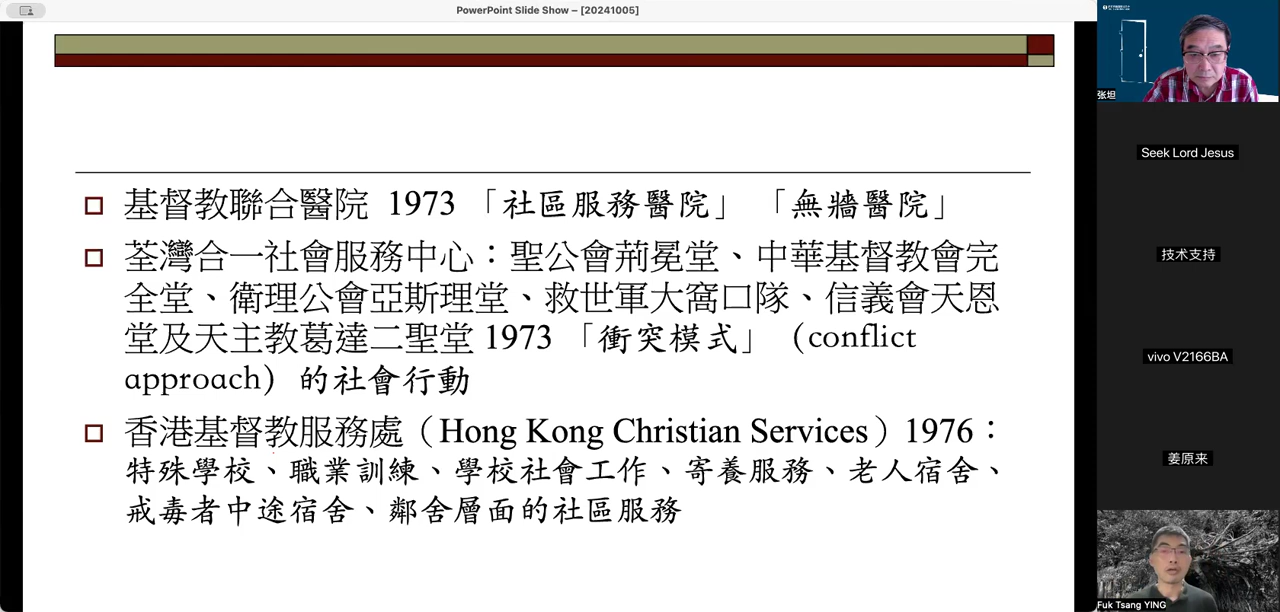 PowerPoint Slide Show – [20241005]
基督教聯合醫院 1973 「社區服務醫院」 「無牆醫院」
荃灣合一社會服務中心：聖公會荊冕堂、中華基督教會完
全堂、衛理公會亞斯理堂、救世軍大窩口隊、信義會天恩
堂及天主教葛達二聖堂 1973 「衝突模式」（conflict
approach）的社會行動
香港基督教服務處（Hong Kong Christian Services）1976：
特殊學校、職業訓練、學校社會工作、寄養服務、老人宿舍、
戒毒者中途宿舍、鄰舍層面的社區服務
张坦
Seek Lord Jesus
技术支持
vivo V2166BA
姜原来
Fuk Tsang YING